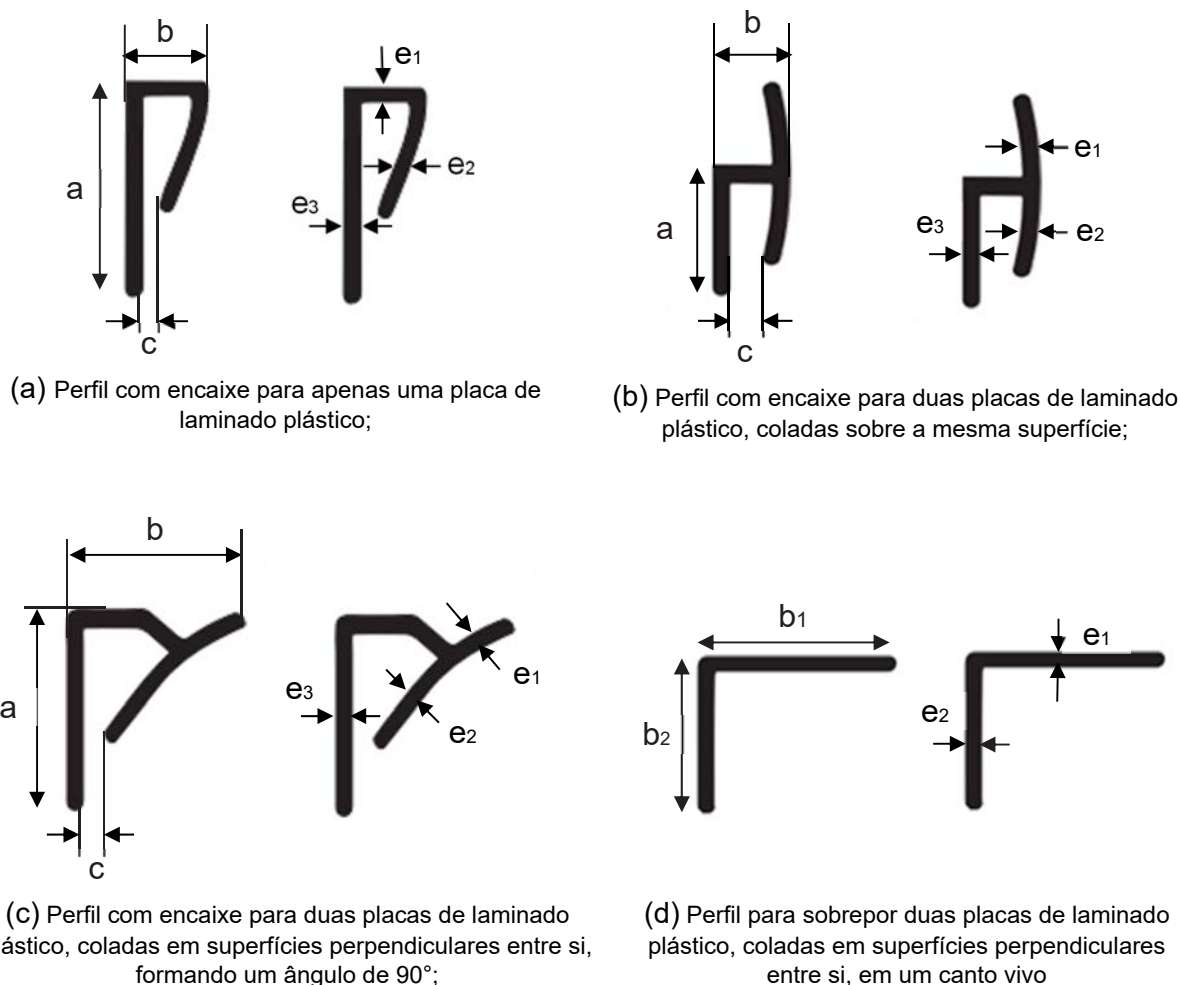 b
a
c
e1
e2
e3
b
a
c
e1
e2
e3
(a) Perfil com encaixe para apenas uma placa de
laminado plástico;
(b) Perfil com encaixe para duas placas de laminado
plástico, coladas sobre a mesma superfície;
b
a
c
e3
e1
e2
b1
b2
e1
e2
(c) Perfil com encaixe para duas placas de laminado
ástico, coladas em superfícies perpendiculares entre si,
formando um ângulo de 90°;
(d) Perfil para sobrepor duas placas de laminado
plástico, coladas em superfícies perpendiculares
entre si, em um canto vivo